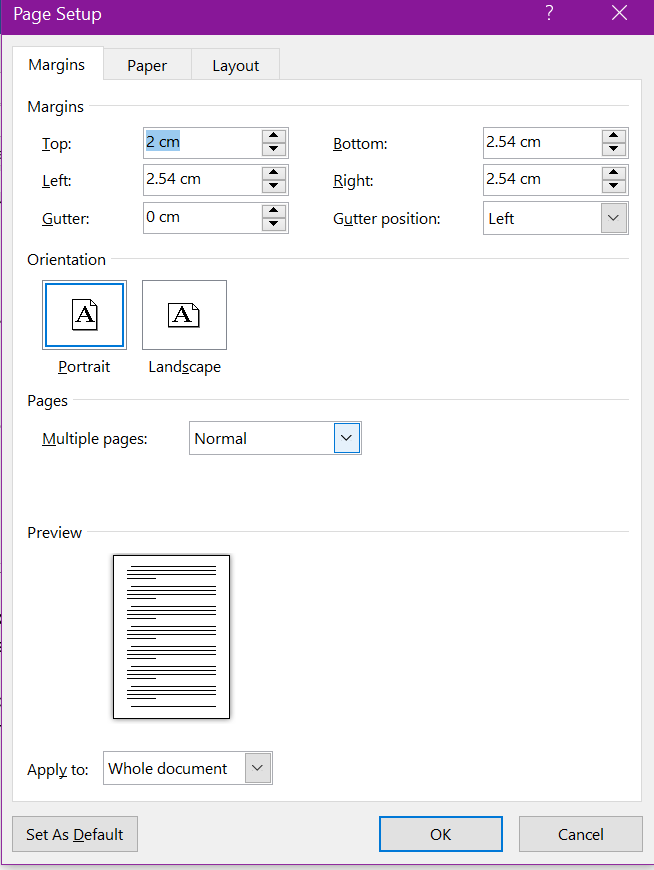 Page Setup ? 
Margins Paper Layout
Margins
Top: 2 cm Bottom: 2.54 cm
Left: 2.54 cm Right: 2.54 cm
Gutter: 0 cm Gutter position: Left
Orientation
A A
Portrait Landscape
Pages
Multiple pages: Normal
Preview
Apply to: Whole document
Set As Default OK Cancel